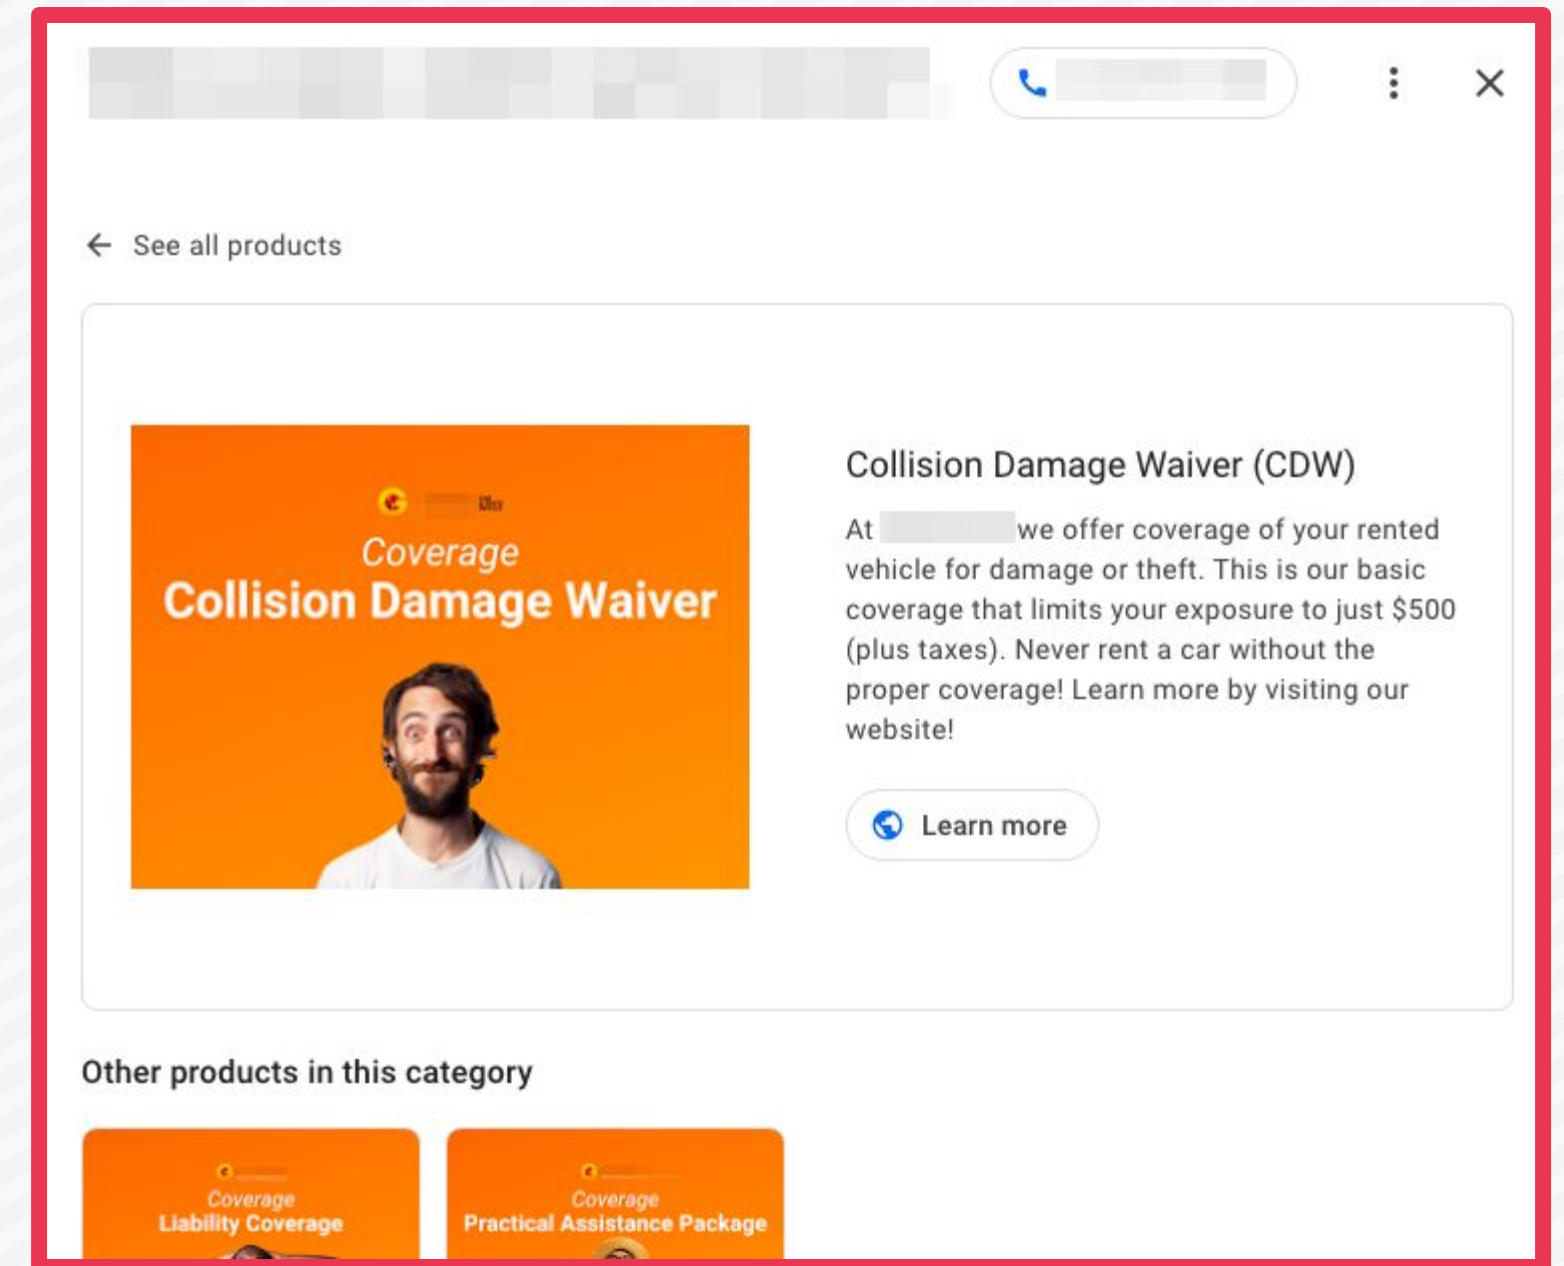 See all products
Coverage
Collision Damage Waiver
Collision Damage Waiver (CDW)
At we offer coverage of your rented
vehicle for damage or theft. This is our basic
coverage that limits your exposure to just $500
(plus taxes). Never rent a car without the
proper coverage! Learn more by visiting our
website!
Learn more
Other products in this category
Coverage
Liability Coverage
Coverage
Practical Assistance Package